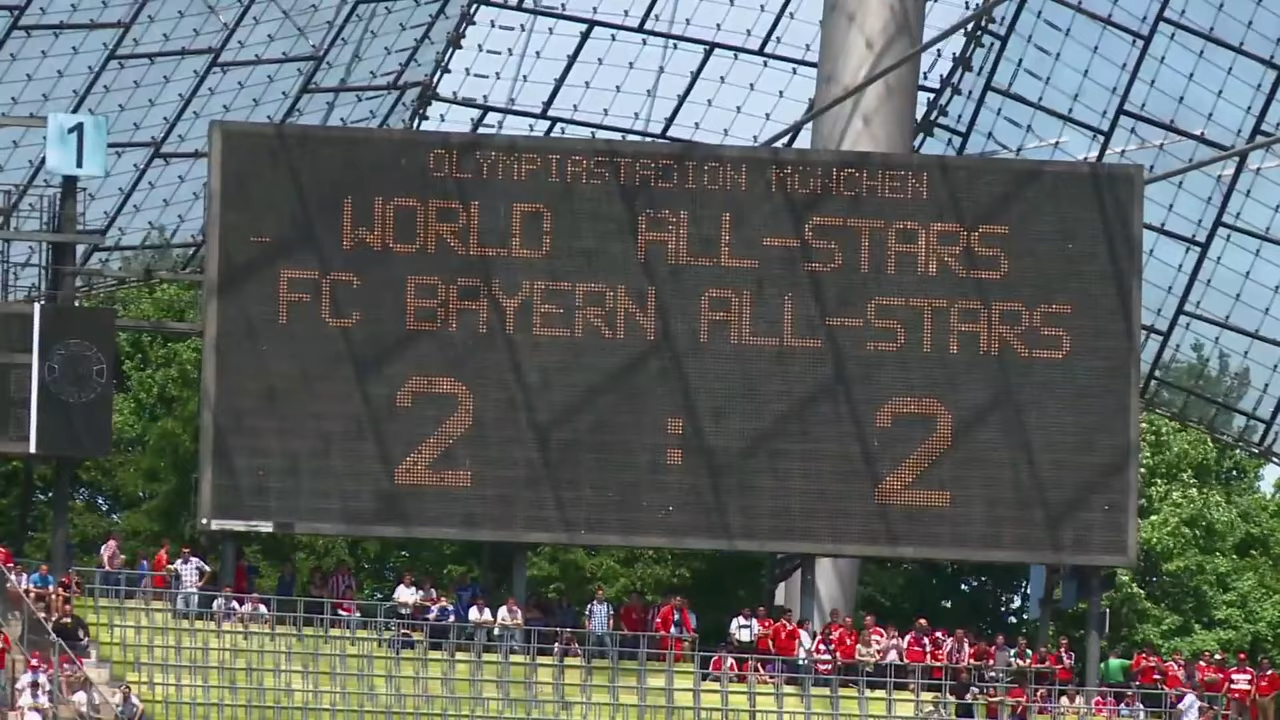 1
OLYMPIASTADION MÜNCHEN
- WORLD ALL-STARS
FC BAYERN ALL-STARS
2 : 2